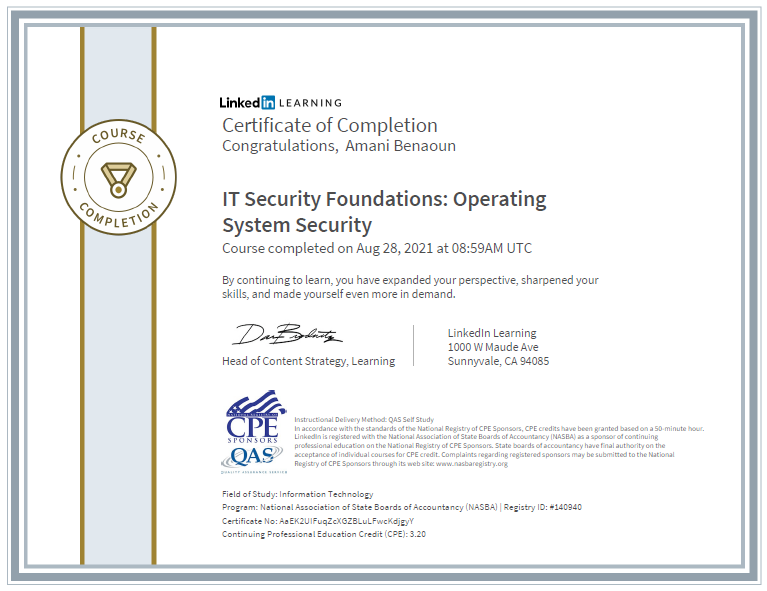 COURSE
COMPLETION
Linked in LEARNING
Certificate of Completion
Congratulations, Amani Benaoun
IT Security Foundations: Operating
System Security
Course completed on Aug 28, 2021 at 08:59AM UTC
By continuing to learn, you have expanded your perspective, sharpened your
skills, and made yourself even more in demand.
Head of Content Strategy, Learning
LinkedIn Learning
1000 W Maude Ave
Sunnyvale, CA 94085
CPE
SPONSORS
QAS
QUALITY ASSURANCE SERVICE
Instructional Delivery Method: QAS Self Study
In accordance with the standards of the National Registry of CPE Sponsors, CPE credits have been granted based on a 50-minute hour.
LinkedIn is registered with the National Association of State Boards of Accountancy (NASBA) as a sponsor of continuing
professional education on the National Registry of CPE Sponsors. State boards of accountancy have final authority on the
acceptance of individual courses for CPE credit. Complaints regarding registered sponsors may be submitted to the National
Registry of CPE Sponsors through its web site: www.nasbaregistry.org
Field of Study: Information Technology
Program: National Association of State Boards of Accountancy (NASBA) | Registry ID: #140940
Certificate No: AaEK2UIFuqZcXGZBLuLFwcKdjgyY
Continuing Professional Education Credit (CPE): 3.20